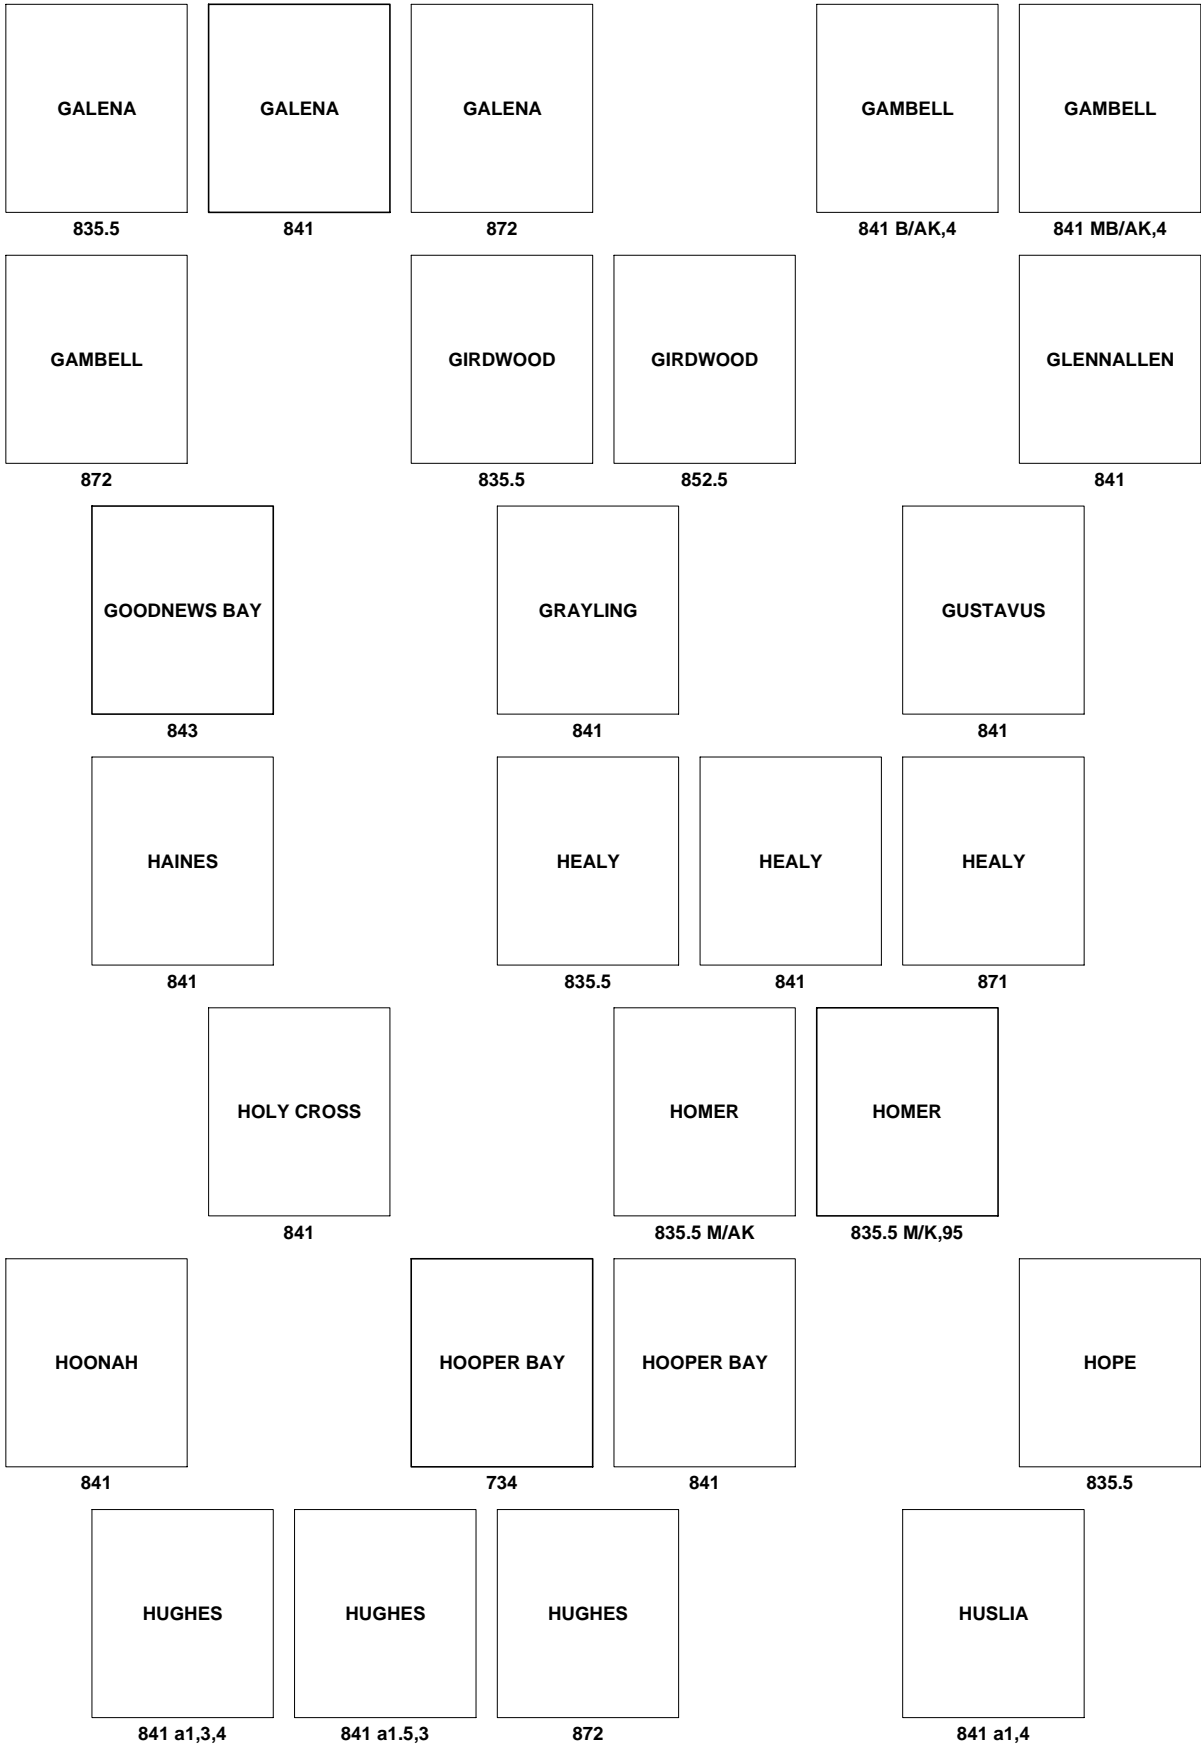 GALENA GALENA GALENA GAMBELL GAMBELL
835.5 841 872 841 B/AK,4 841 MB/AK,4
GAMBELL GIRDWOOD GIRDWOOD GLENNALLEN
872 835.5 852.5 841
GOODNEWS BAY GRAYLING GUSTAVUS
843 841 841
HAINES HEALY HEALY HEALY
841 835.5 841 871
HOLY CROSS HOMER HOMER
841 835.5 M/AK 835.5 M/K,95
HOONAH HOOPER BAY HOOPER BAY HOPE
841 734 841 835.5
HUGHES HUGHES HUGHES HUSLIA
841 a1,3,4 841 a1.5,3 872 841 a1,4